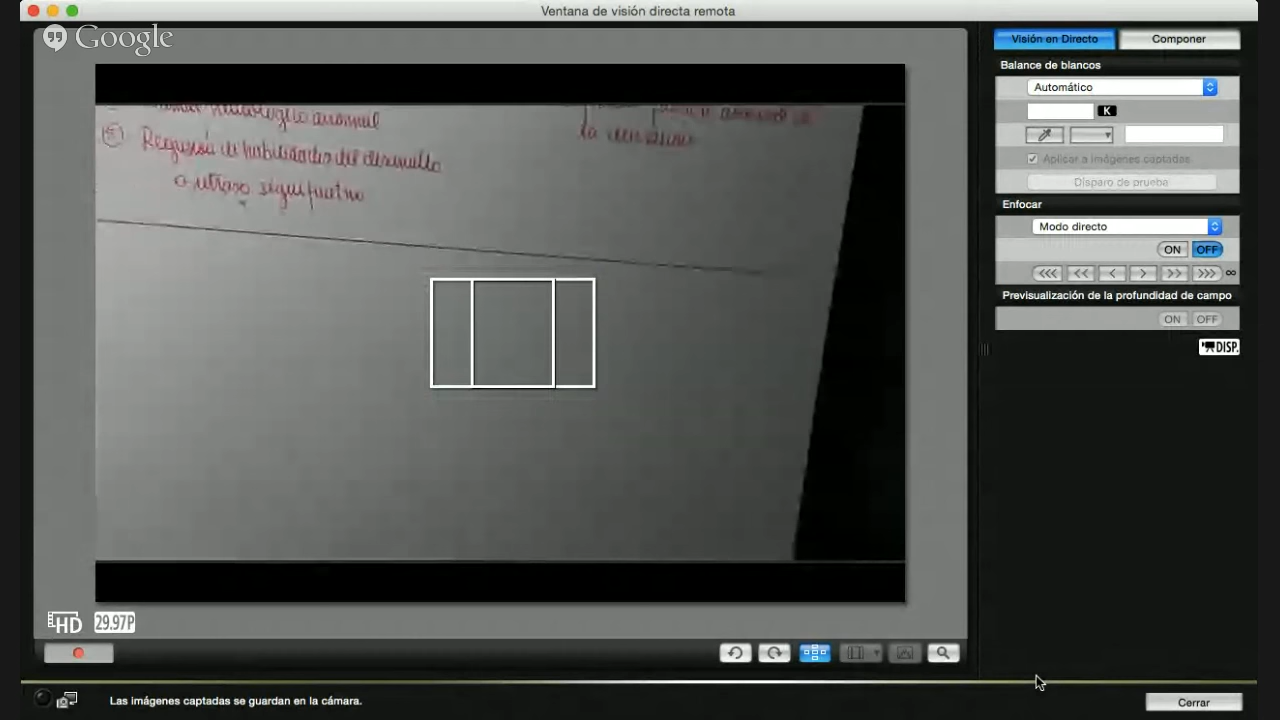 Ventana de visión directa remota
Google
Visión en Directo
Componer
Balance de blancos
Automático
K
Aplicar a imágenes captadas
Disparo de prueba
Enfocar
Modo directo
ON OFF
<<< << < > >> >>> ∞
Previsualización de la profundidad de campo
ON OFF
DISP.
anormal
la
⑤ Regresión de habilidades del desarrollo
o retraso significativo
HD 29.97P
Las imágenes captadas se guardan en la cámara.
Cerrar